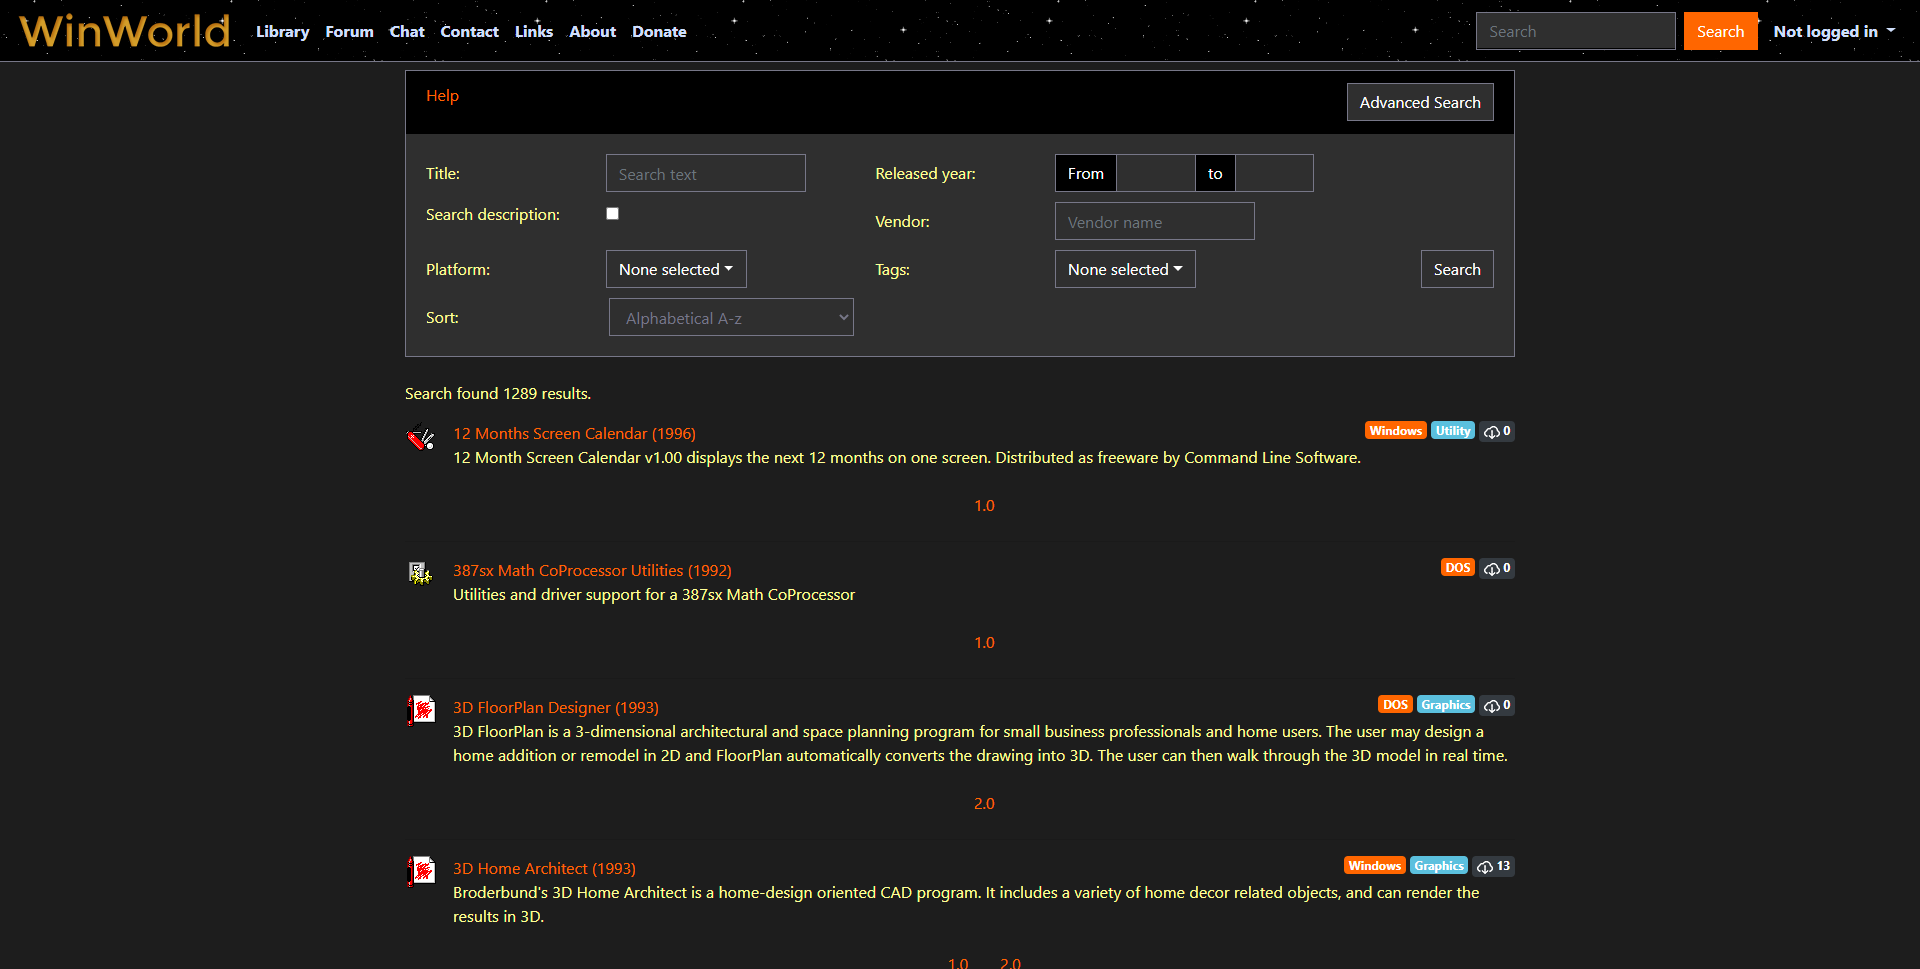 WinWorld Library Forum Chat Contact Links About Donate Search Search Not logged in
Help Advanced Search
Title: Search text Released year: From to
Search description: Vendor: Vendor name
Platform: None selected Tags: None selected Search
Sort: Alphabetical A-z
Search found 1289 results.
12 Months Screen Calendar (1996) Windows Utility 0
12 Month Screen Calendar v1.00 displays the next 12 months on one screen. Distributed as freeware by Command Line Software.
1.0
387sx Math CoProcessor Utilities (1992) DOS 0
Utilities and driver support for a 387sx Math CoProcessor
1.0
3D FloorPlan Designer (1993) DOS Graphics 0
3D FloorPlan is a 3-dimensional architectural and space planning program for small business professionals and home users. The user may design a
home addition or remodel in 2D and FloorPlan automatically converts the drawing into 3D. The user can then walk through the 3D model in real time.
2.0
3D Home Architect (1993) Windows Graphics 13
Broderbund's 3D Home Architect is a home-design oriented CAD program. It includes a variety of home decor related objects, and can render the
results in 3D.
1.0 2.0